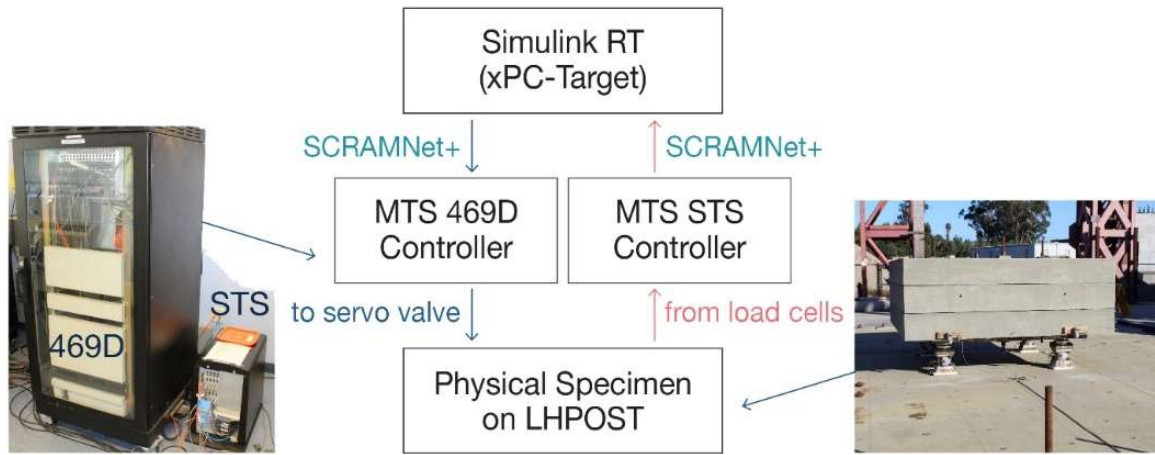 Simulink RT
(xPC-Target)
SCRAMNet+
SCRAMNet+
MTS 469D
Controller
MTS STS
Controller
STS
469D
to servo valve
from load cells
Physical Specimen
on LHPOST